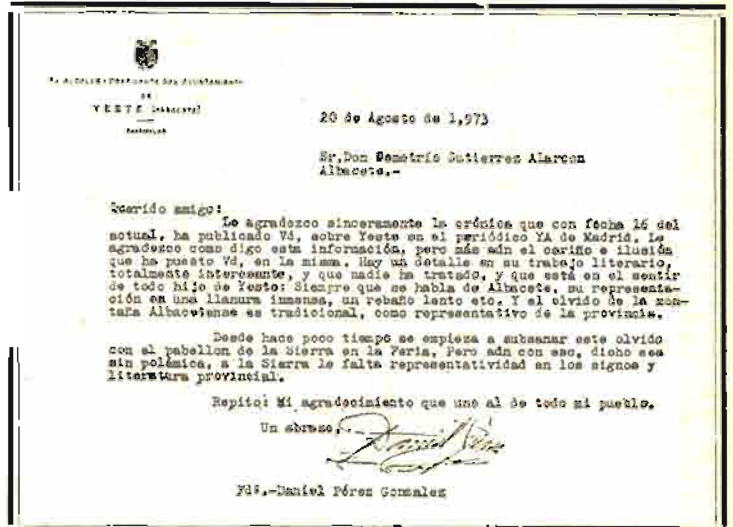 EL ALCALDE-PRESIDENTE DEL AYUNTAMIENTO
DE
YESTE (ALBACETE)
PARTICULAR
20 de Agosto de 1,973
Sr,Don Demetrio Gutierrez Alarcon
Albacete.-
Querido amigo:
Le agradezco sinceramente la crónica que con fecha 16 del
actual, ha publicado Vd, sobre Yeste en el periódico YA de Madrid. Le
agradezco como digo esta información, pero más aún el cariño e ilusión
que ha puesto Vd, en la misma. Hay un detalle en su trabajo literario,
totalmente interesante, y que nadie ha tratado, y que está en el sentir
de todo hijo de Yeste: Siempre que se habla de Albacete, su representa-
ción en una llanura inmensa, un rebaño lento etc. Y el olvido de la mon-
taña Albacetense es tradicional, como representativo de la provincia.
Desde hace poco tiempo se empieza a subsanar este olvido
con el pabellon de la Sierra en la Feria. Pero aún con eso, dicho sea
sin polémica, a la Sierra le falta representatividad en los signos y
literatura provincial.
Repito: Mi agradecimiento que uno al de todo mi pueblo.
Un abrazo,
Daniel Pérez
Fdº.-Daniel Pérez Gonzalez